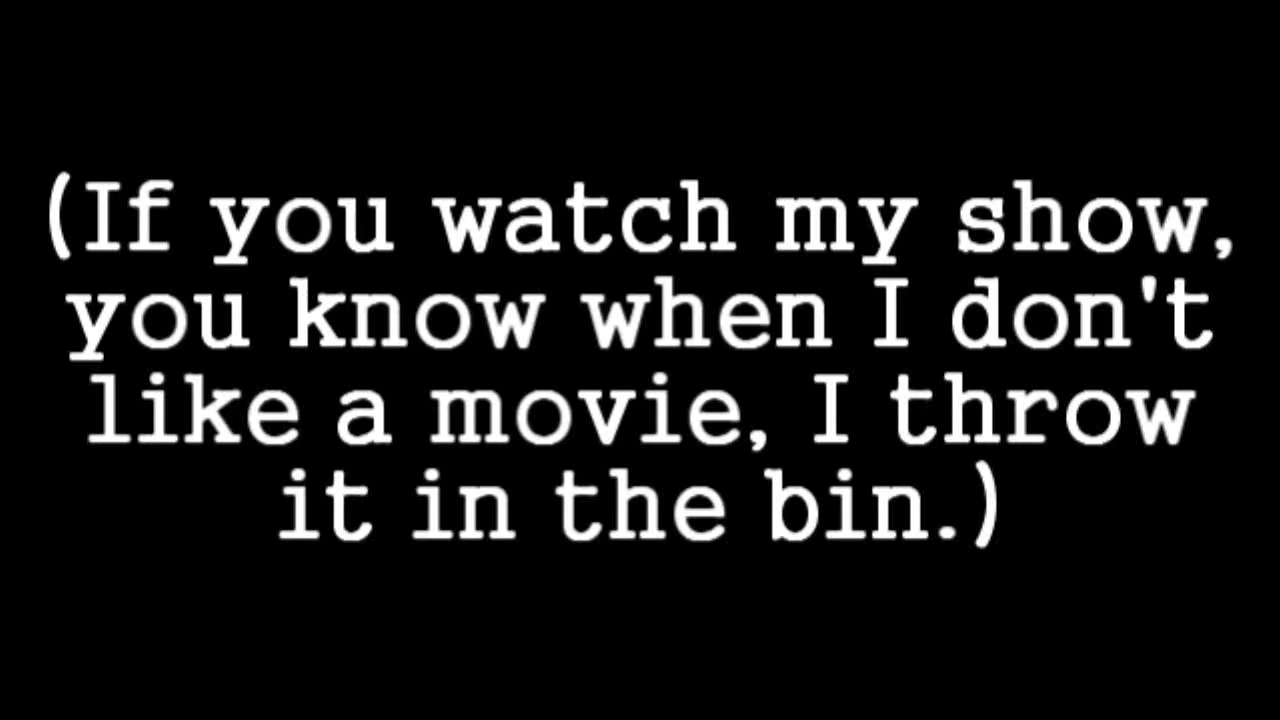 (If you watch my show,
you know when I don't
like a movie, I throw
it in the bin.)